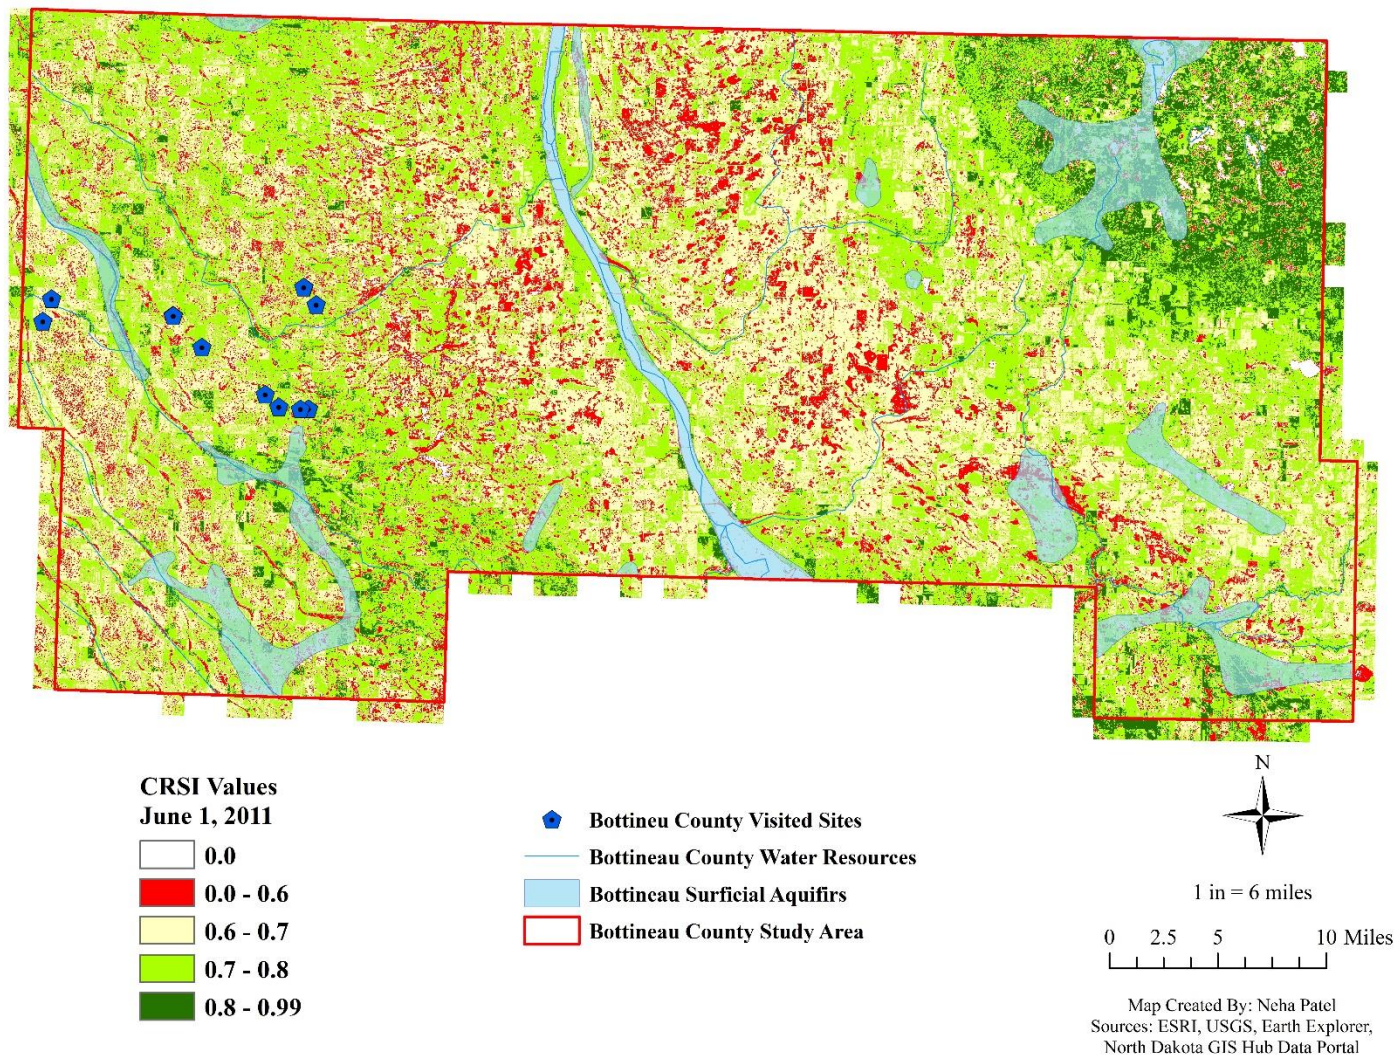 CRSI Values
June 1, 2011
0.0
0.0 - 0.6
0.6 - 0.7
0.7 - 0.8
0.8 - 0.99
Bottineu County Visited Sites
Bottineau County Water Resources
Bottineau Surficial Aquifirs
Bottineau County Study Area
N
1 in = 6 miles
0 2.5 5 10 Miles
Map Created By: Neha Patel
Sources: ESRI, USGS, Earth Explorer,
North Dakota GIS Hub Data Portal